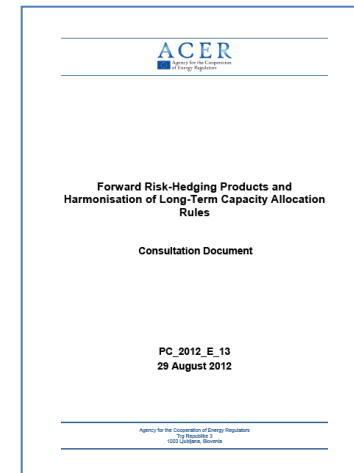 ACER
Agency for the Cooperation
of Energy Regulators
Forward Risk-Hedging Products and
Harmonisation of Long-Term Capacity Allocation
Rules
Consultation Document
PC_2012_E_13
29 August 2012
Agency for the Cooperation of Energy Regulators
Trg Republike 3
1000 Ljubljana, Slovenia